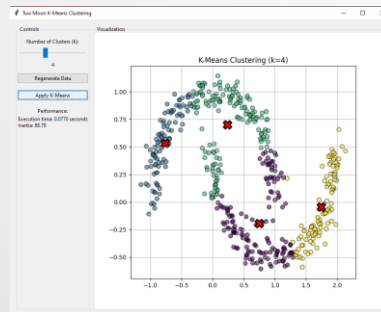 Two Moon K-Means Clustering
Controls
Number of Clusters (k):
4
Regenerate Data
Apply K-Means
Performance:
Execution time: 0.0770 seconds
Inertia: 88.78
Visualization
K-Means Clustering (k=4)
1.00
0.75
0.50
0.25
0.00
−0.25
−0.50
−1.0 −0.5 0.0 0.5 1.0 1.5 2.0